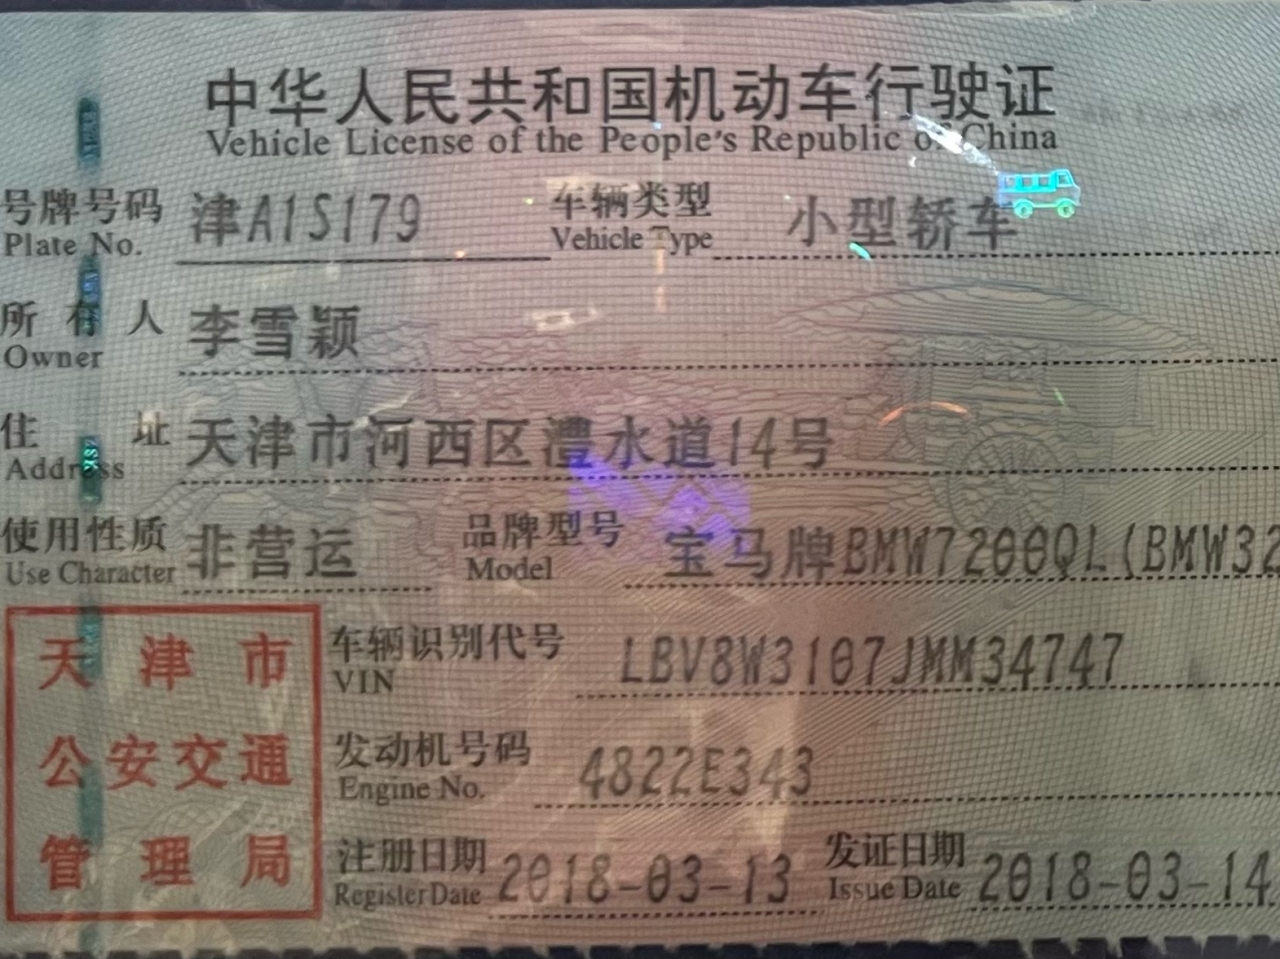 中华人民共和国机动车行驶证
Vehicle License of the People's Republic of China
号牌号码 津A1S179 车辆类型 小型轿车
Plate No. Vehicle Type
所有人 李雪颖
Owner
住址 天津市河西区澧水道14号
Address
使用性质 非营运 品牌型号 宝马牌BMW7200QL(BMW32
Use Character Model
天津市
公安交通
管理局
车辆识别代号 LBV8W3107JMM34747
VIN
发动机号码 4822E343
Engine No.
注册日期 2018-03-13 发证日期 2018-03-14
Register Date Issue Date